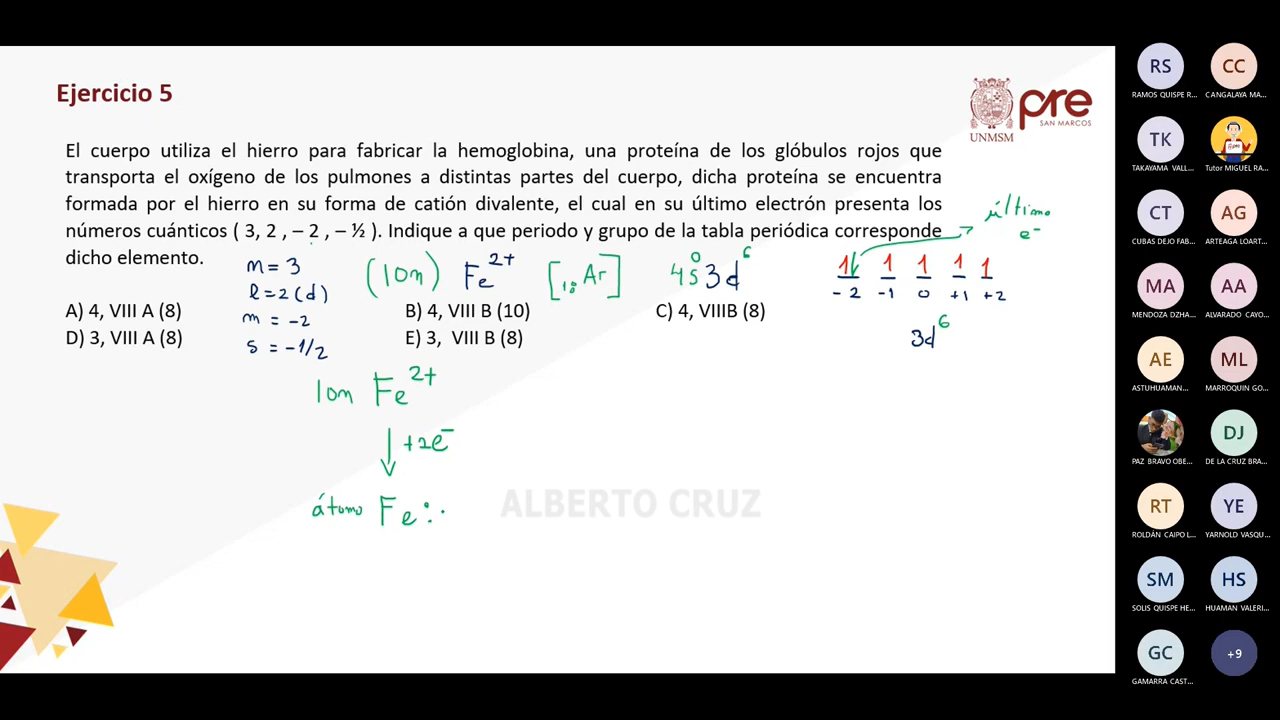 Ejercicio 5
UNMSM
pre
SAN MARCOS
El cuerpo utiliza el hierro para fabricar la hemoglobina, una proteína de los glóbulos rojos que
transporta el oxígeno de los pulmones a distintas partes del cuerpo, dicha proteína se encuentra
formada por el hierro en su forma de catión divalente, el cual en su último electrón presenta los
números cuánticos ( 3, 2 , – 2 , – ½ ). Indique a que periodo y grupo de la tabla periódica corresponde
dicho elemento.
último
e⁻
m = 3
l = 2 (d)
m = -2
s = -1/2
(Ion) Fe²⁺ [₁₈Ar] 4s⁰3d⁶
1↓ 1 1 1 1
-2 -1 0 +1 +2
3d⁶
A) 4, VIII A (8)
B) 4, VIII B (10)
C) 4, VIIIB (8)
D) 3, VIII A (8)
E) 3, VIII B (8)
Ion Fe²⁺
+2e⁻
átomo Fe:
ALBERTO CRUZ
RS
RAMOS QUISPE R...
CC
CANGALAYA MA...
TK
TAKAYAMA VALL...
Tutor MIGUEL RA...
CT
CUBAS DEJO FAB...
AG
ARTEAGA LOART...
MA
MENDOZA DZHA...
AA
ALVARADO CAYO...
AE
ASTUHUAMAN...
ML
MARROQUIN GO...
PAZ BRAVO OBE...
DJ
DE LA CRUZ BRA...
RT
ROLDÁN CAIPO L...
YE
YARNOLD VASQU...
SM
SOLIS QUISPE HE...
HS
HUAMAN VALERI...
GC
GAMARRA CAST...
+9